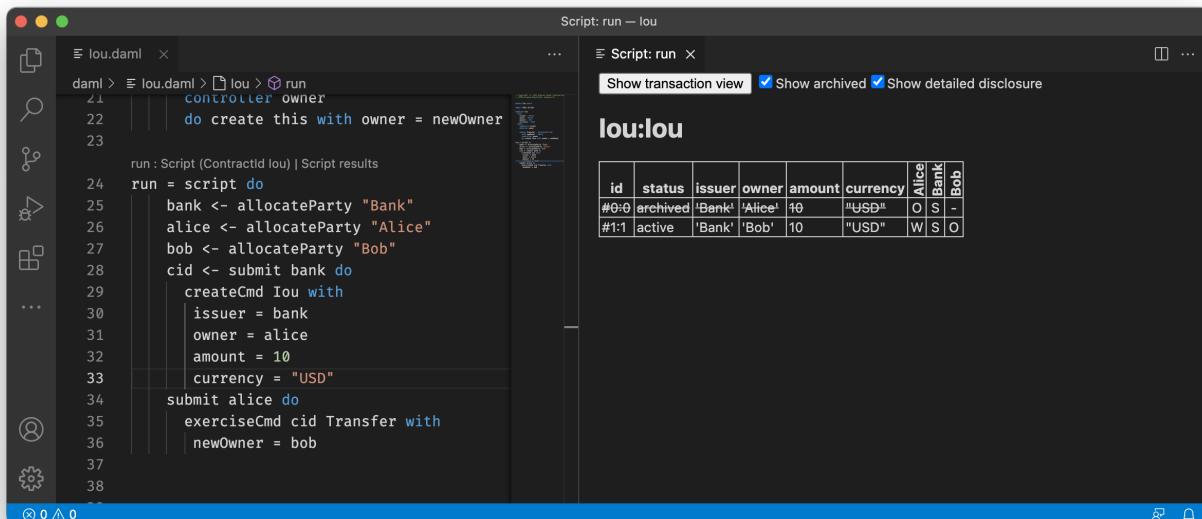 Script: run — Iou
Iou.daml
daml > Iou.daml > Iou > run
21 controller owner
22 do create this with owner = newOwner
23
run : Script (ContractId Iou) | Script results
24 run = script do
25 bank <- allocateParty "Bank"
26 alice <- allocateParty "Alice"
27 bob <- allocateParty "Bob"
28 cid <- submit bank do
29 createCmd Iou with
30 issuer = bank
31 owner = alice
32 amount = 10
33 currency = "USD"
34 submit alice do
35 exerciseCmd cid Transfer with
36 newOwner = bob
37
38
Script: run
Show transaction view Show archived Show detailed disclosure
Iou:Iou
id status issuer owner amount currency Alice Bank Bob
#0:0 archived 'Bank' 'Alice' 10 "USD" O S -
#1:1 active 'Bank' 'Bob' 10 "USD" W S O
0 0